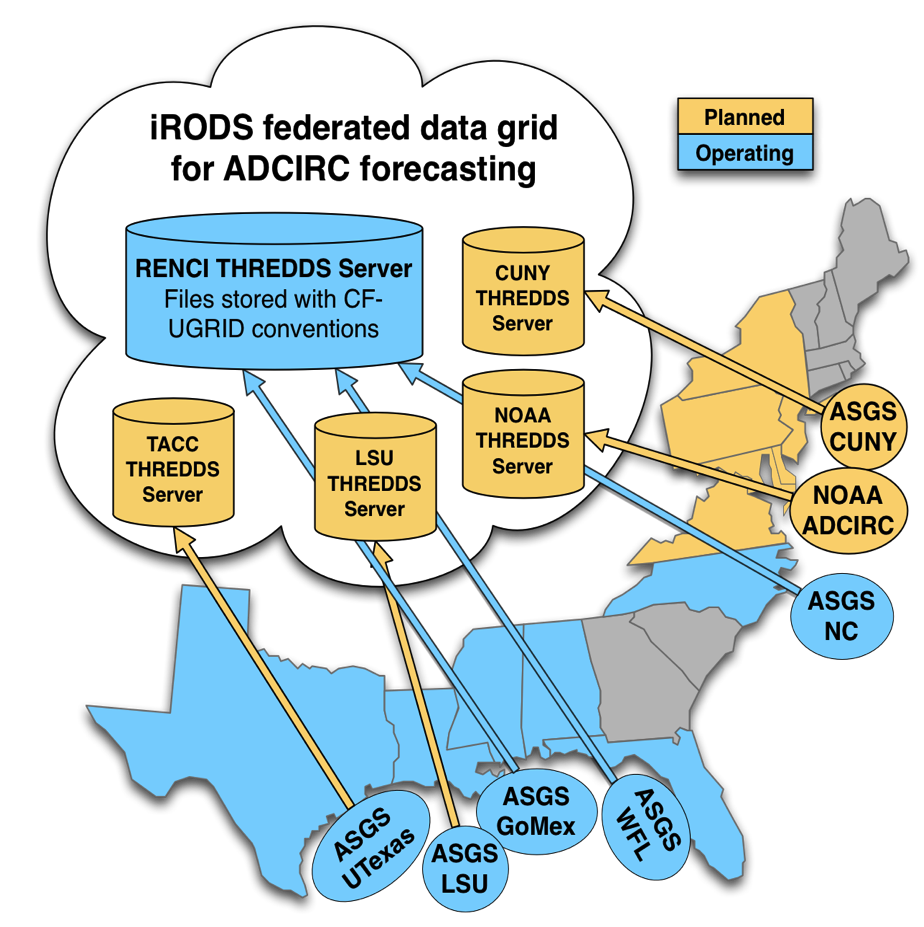 iRODS federated data grid
for ADCIRC forecasting
Planned
Operating
RENCI THREDDS Server
Files stored with CF-
UGRID conventions
CUNY
THREDDS
Server
TACC
THREDDS
Server
LSU
THREDDS
Server
NOAA
THREDDS
Server
ASGS
CUNY
NOAA
ADCIRC
ASGS
NC
ASGS
UTexas
ASGS
LSU
ASGS
GoMex
ASGS
WFL